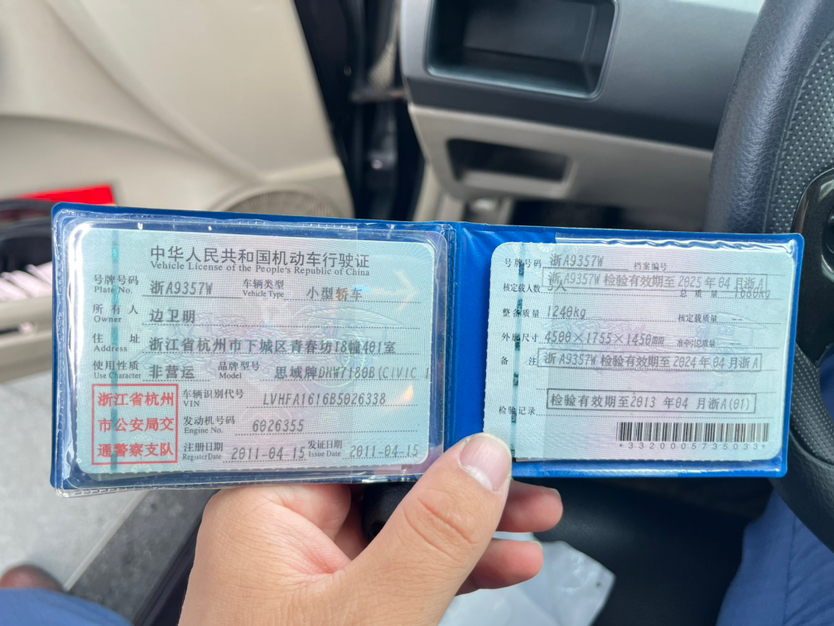 中华人民共和国机动车行驶证
Vehicle License of the People's Republic of China
号牌号码 浙A9357W 车辆类型 小型轿车
Plate No. Vehicle Type
所有人 边卫明
Owner
住址 浙江省杭州市下城区青春坊18幢401室
Address
使用性质 非营运 品牌型号 思域牌DHW7180B(CIVIC 1
Use Character Model
浙江省杭州
市公安局交
通警察支队
车辆识别代号 LVHFA1616B5026338
VIN
发动机号码 6026355
Engine No.
注册日期 2011-04-15 发证日期 2011-04-15
Register Date Issue Date
号牌号码 浙A9357W 档案编号
浙A9357W 检验有效期至2025年04月浙A
核定载人数 总质量
整备质量 1240kg 核定载质量
外廓尺寸 4500×1755×1450mm 准牵引总质量
备注 浙A9357W 检验有效期至2024年04月浙A
检验记录 检验有效期至2013 年04 月浙A(01)
*3320005735033*